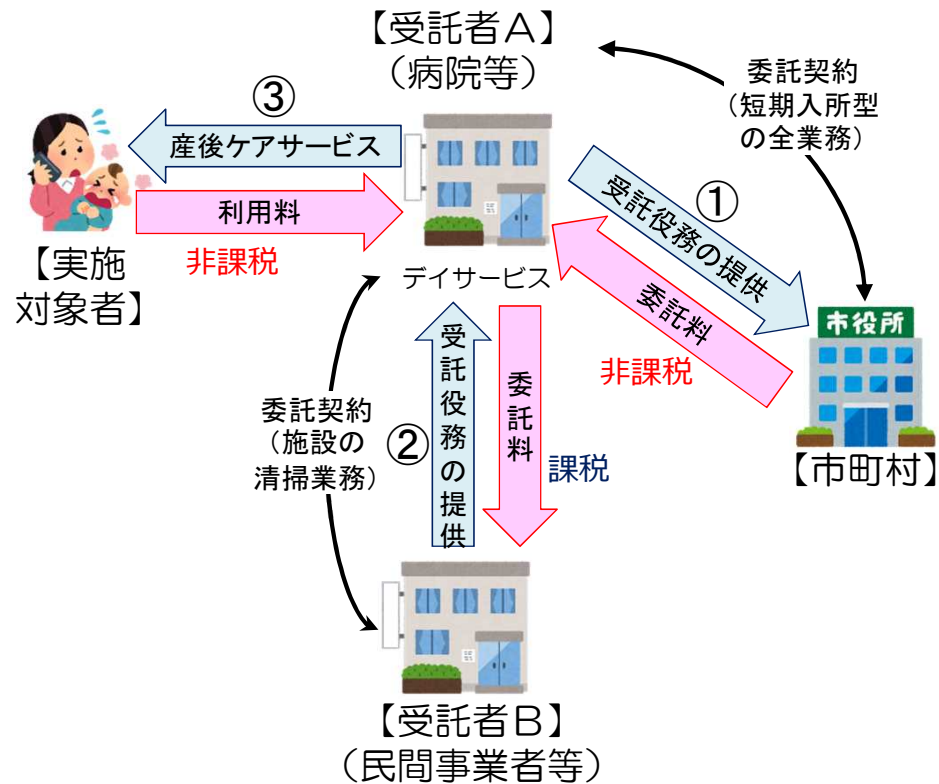 【受託者A】
（病院等）
委託契約
（短期入所型
の全業務）
③
産後ケアサービス
利用料
非課税
【実施
対象者】
デイサービス
①
受託役務の提供
委託料
非課税
市役所
【市町村】
委託契約
（施設の
清掃業務）
②
受託役務の提供
委託料
課税
【受託者B】
（民間事業者等）